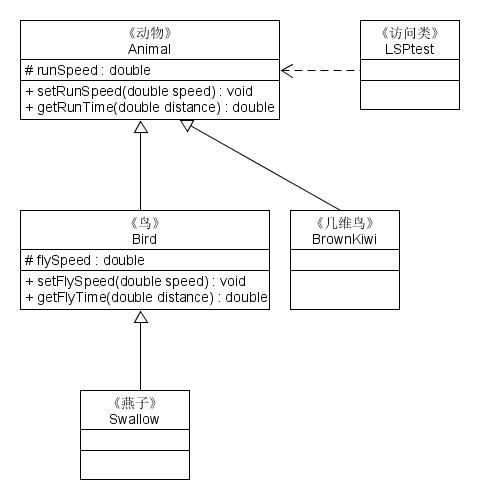 《动物》
Animal
# runSpeed : double
+ setRunSpeed(double speed) : void
+ getRunTime(double distance) : double
《访问类》
LSPtest
《鸟》
Bird
# flySpeed : double
+ setFlySpeed(double speed) : void
+ getFlyTime(double distance) : double
《几维鸟》
BrownKiwi
《燕子》
Swallow